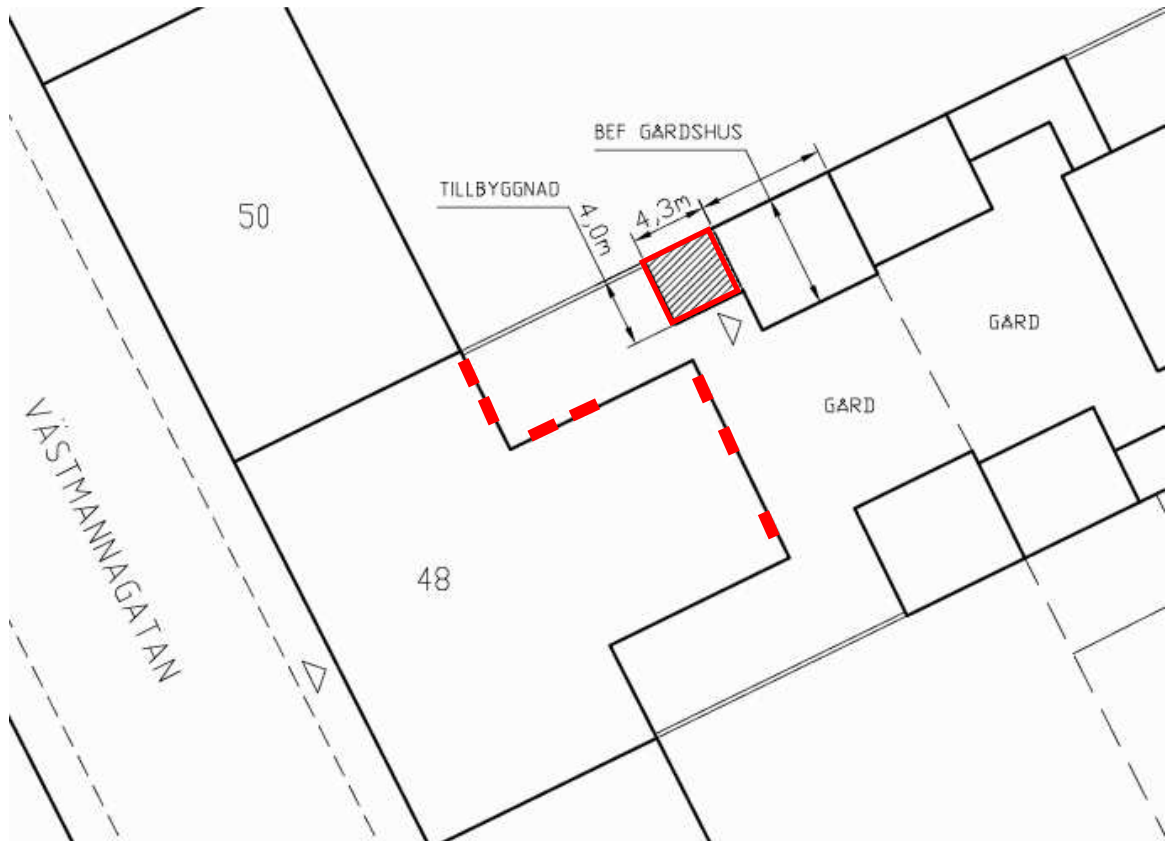 BEF GÅRDSHUS
TILLBYGGNAD
4,3m
4,0m
50
GÅRD
GÅRD
VÄSTMANNAGATAN
48